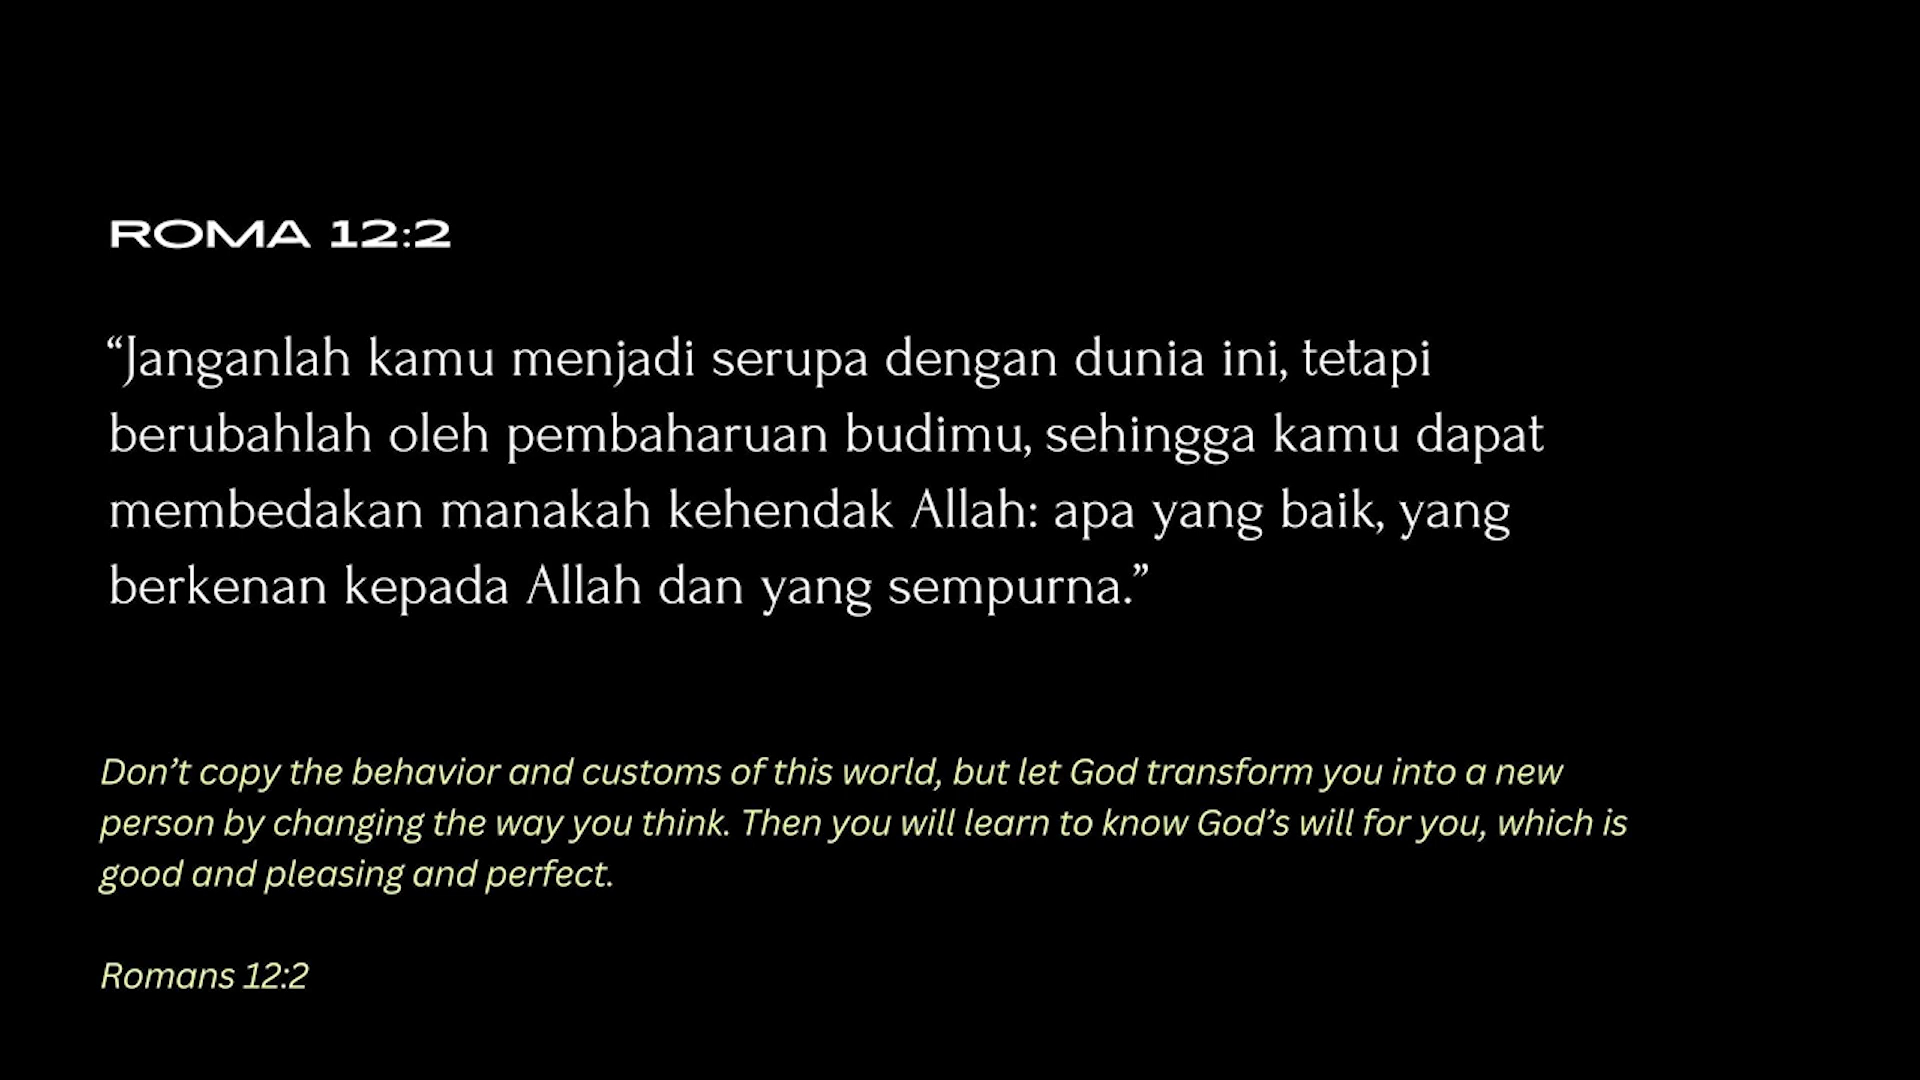 ROMA 12:2
“Janganlah kamu menjadi serupa dengan dunia ini, tetapi
berubahlah oleh pembaharuan budimu, sehingga kamu dapat
membedakan manakah kehendak Allah: apa yang baik, yang
berkenan kepada Allah dan yang sempurna.”
Don’t copy the behavior and customs of this world, but let God transform you into a new
person by changing the way you think. Then you will learn to know God’s will for you, which is
good and pleasing and perfect.
Romans 12:2